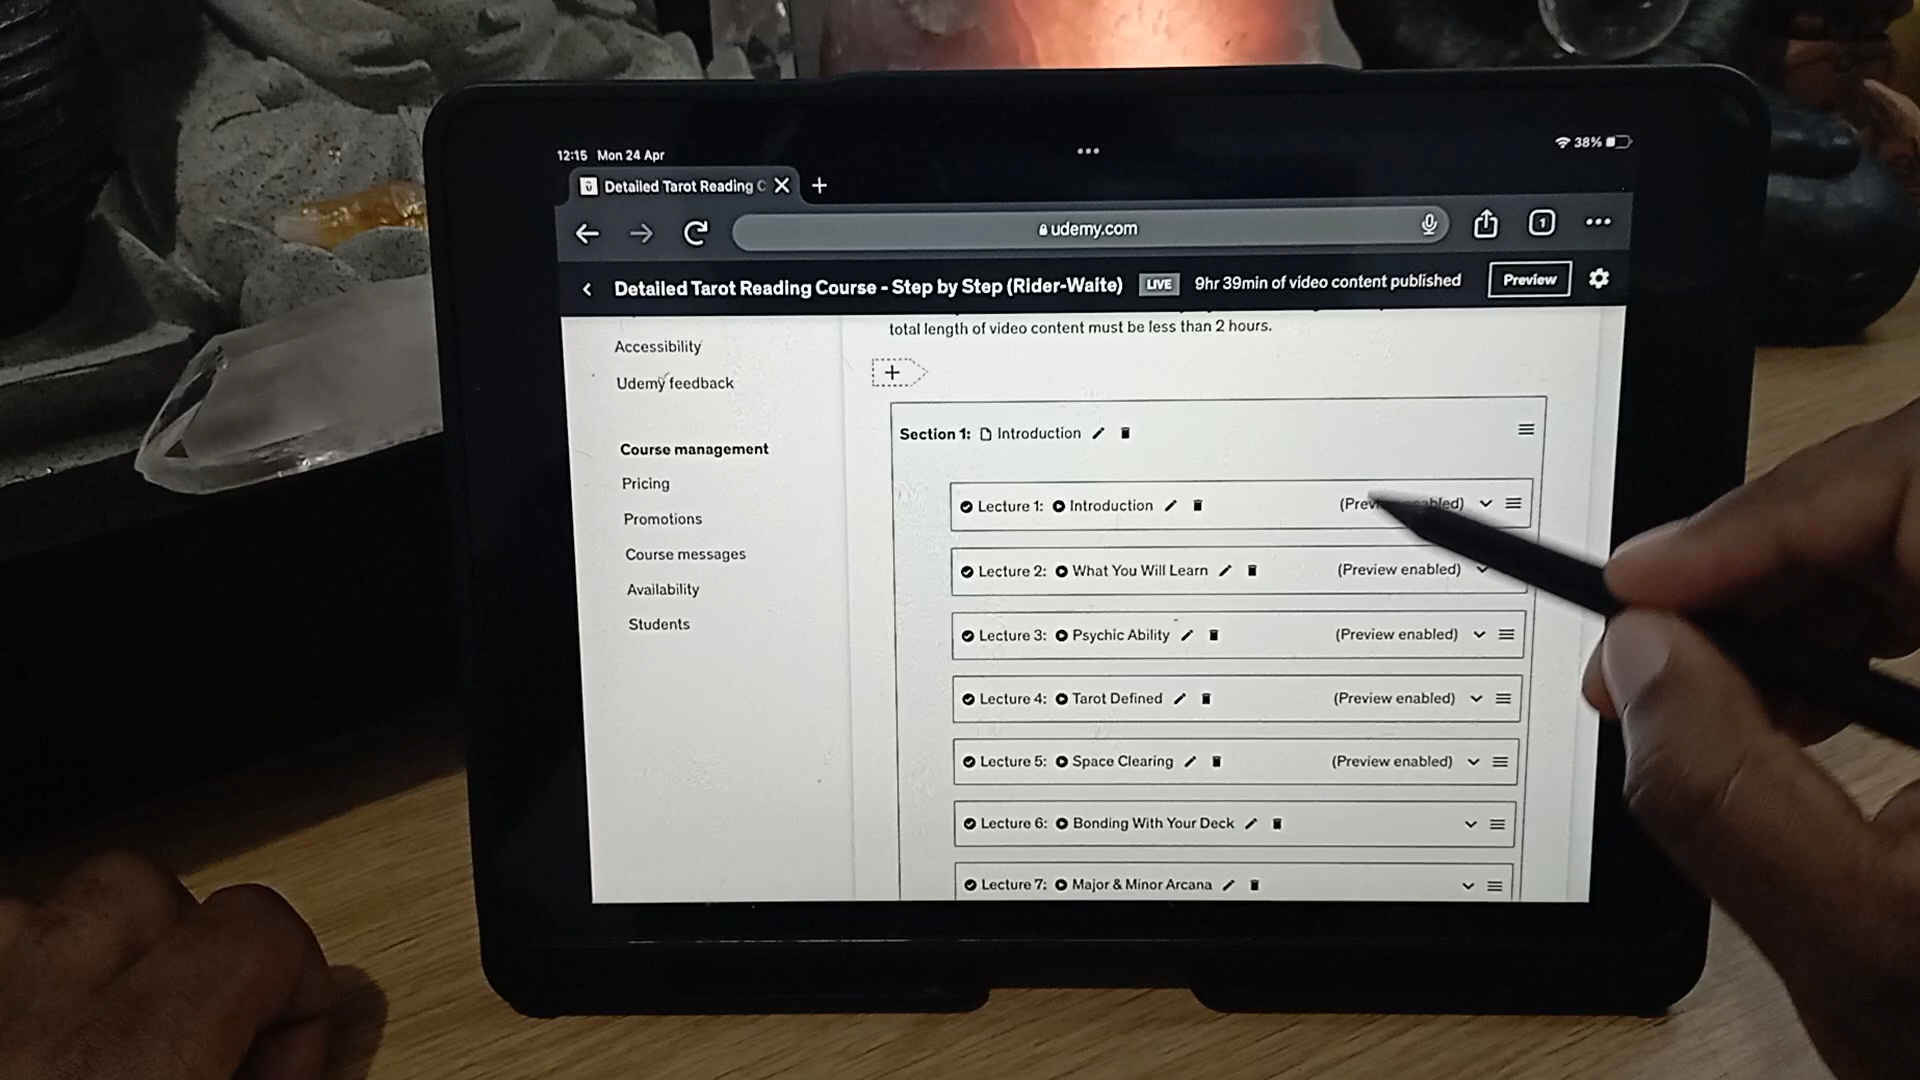 12:15 Mon 24 Apr
38%
Detailed Tarot Reading C
udemy.com
1
Detailed Tarot Reading Course - Step by Step (Rider-Waite) LIVE 9hr 39min of video content published Preview
total length of video content must be less than 2 hours.
Accessibility
Udemy feedback
Course management
Pricing
Promotions
Course messages
Availability
Students
Section 1: Introduction
Lecture 1: Introduction
Lecture 2: What You Will Learn (Preview enabled)
Lecture 3: Psychic Ability (Preview enabled)
Lecture 4: Tarot Defined (Preview enabled)
Lecture 5: Space Clearing (Preview enabled)
Lecture 6: Bonding With Your Deck
Lecture 7: Major & Minor Arcana